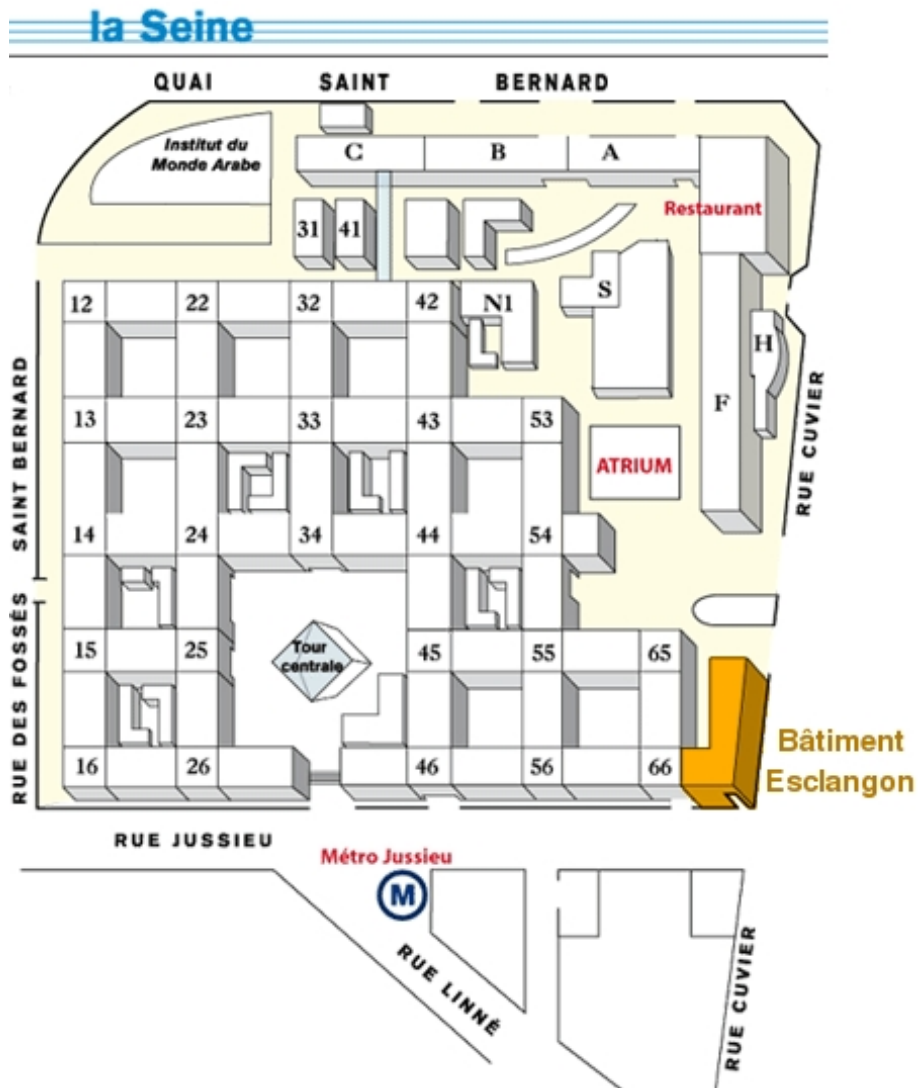 la Seine
QUAI SAINT BERNARD
Institut du
Monde Arabe
C B A
Restaurant
31 41
S
12 22 32 42 N1
H
F
RUE CUVIER
SAINT BERNARD
13 23 33 43 53
ATRIUM
14 24 34 44 54
RUE DES FOSSÉS
Tour
centrale
15 25 45 55 65
Bâtiment
Esclangon
16 26 46 56 66
RUE JUSSIEU
Métro Jussieu
M
RUE LINNÉ
RUE CUVIER